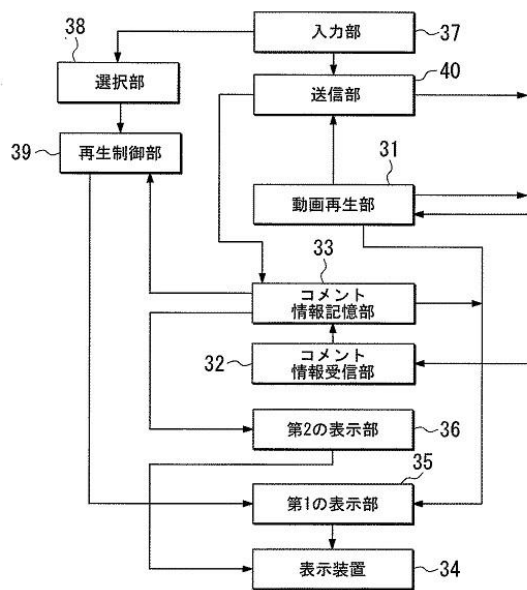 38
入力部
37
選択部
40
送信部
39
再生制御部
31
動画再生部
33
コメント
情報記憶部
32
コメント
情報受信部
第2の表示部
36
35
第1の表示部
表示装置
34